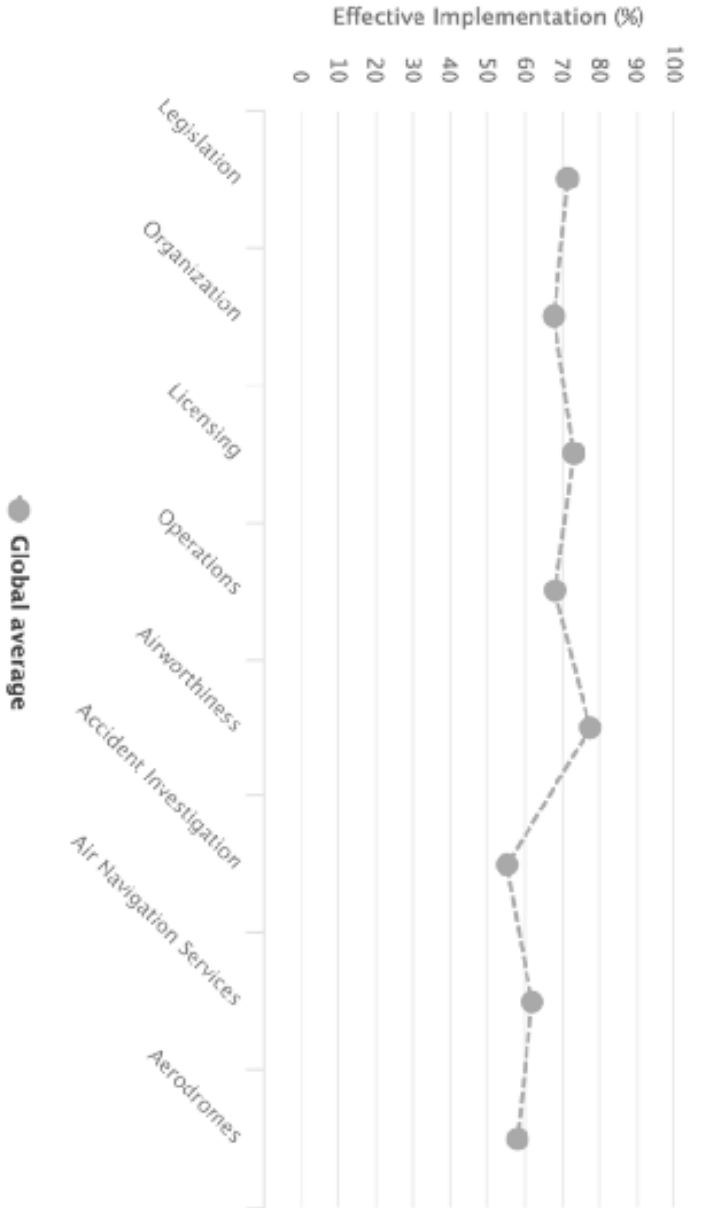 Effective Implementation (%)
100
90
80
70
60
50
40
30
20
10
0
Legislation
Organization
Licensing
Operations
Airworthiness
Accident Investigation
Air Navigation Services
Aerodromes
Global average